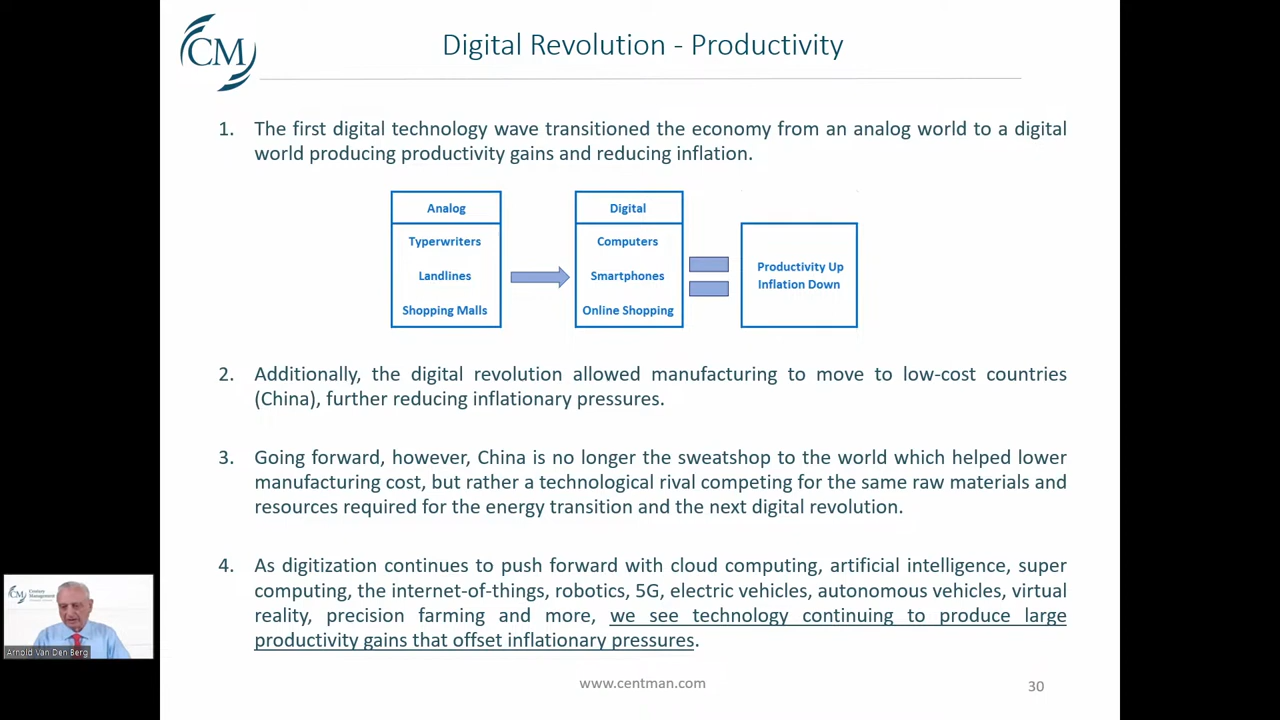 CM
Digital Revolution - Productivity
1. The first digital technology wave transitioned the economy from an analog world to a digital
world producing productivity gains and reducing inflation.
Analog
Typerwriters
Landlines
Shopping Malls
Digital
Computers
Smartphones
Online Shopping
Productivity Up
Inflation Down
2. Additionally, the digital revolution allowed manufacturing to move to low-cost countries
(China), further reducing inflationary pressures.
3. Going forward, however, China is no longer the sweatshop to the world which helped lower
manufacturing cost, but rather a technological rival competing for the same raw materials and
resources required for the energy transition and the next digital revolution.
4. As digitization continues to push forward with cloud computing, artificial intelligence, super
computing, the internet-of-things, robotics, 5G, electric vehicles, autonomous vehicles, virtual
reality, precision farming and more, we see technology continuing to produce large
productivity gains that offset inflationary pressures.
CM
Century
Management
Arnold Van Den Berg
www.centman.com
30